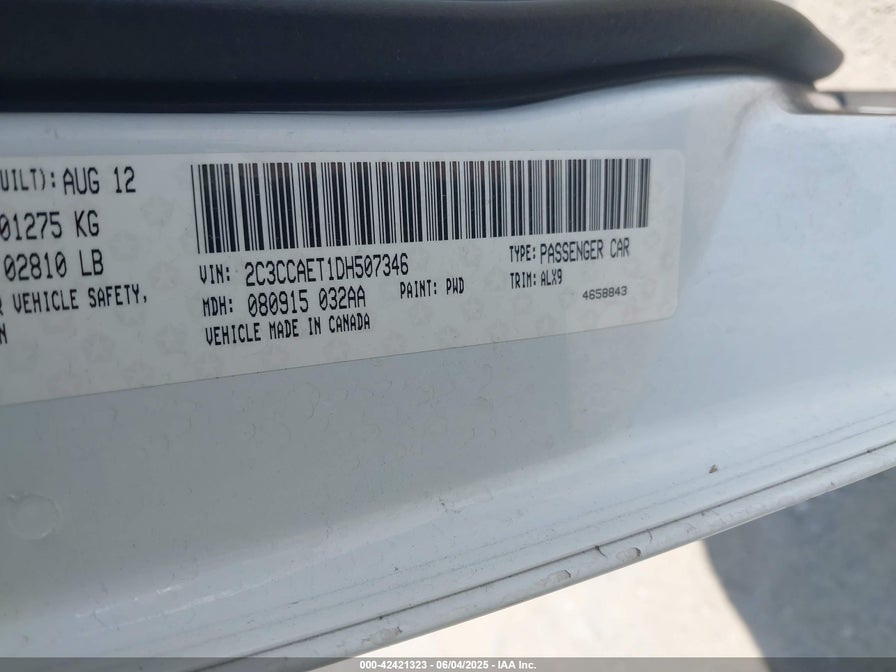 UILT): AUG 12
01275 KG
02810 LB
R VEHICLE SAFETY,
N
VIN: 2C3CCAET1DH507346
TYPE: PASSENGER CAR
MDH: 080915 032AA
PAINT: PWD
TRIM: ALX9
VEHICLE MADE IN CANADA
4658843
000-42421323 | 06/04/2025 - IAA Inc.